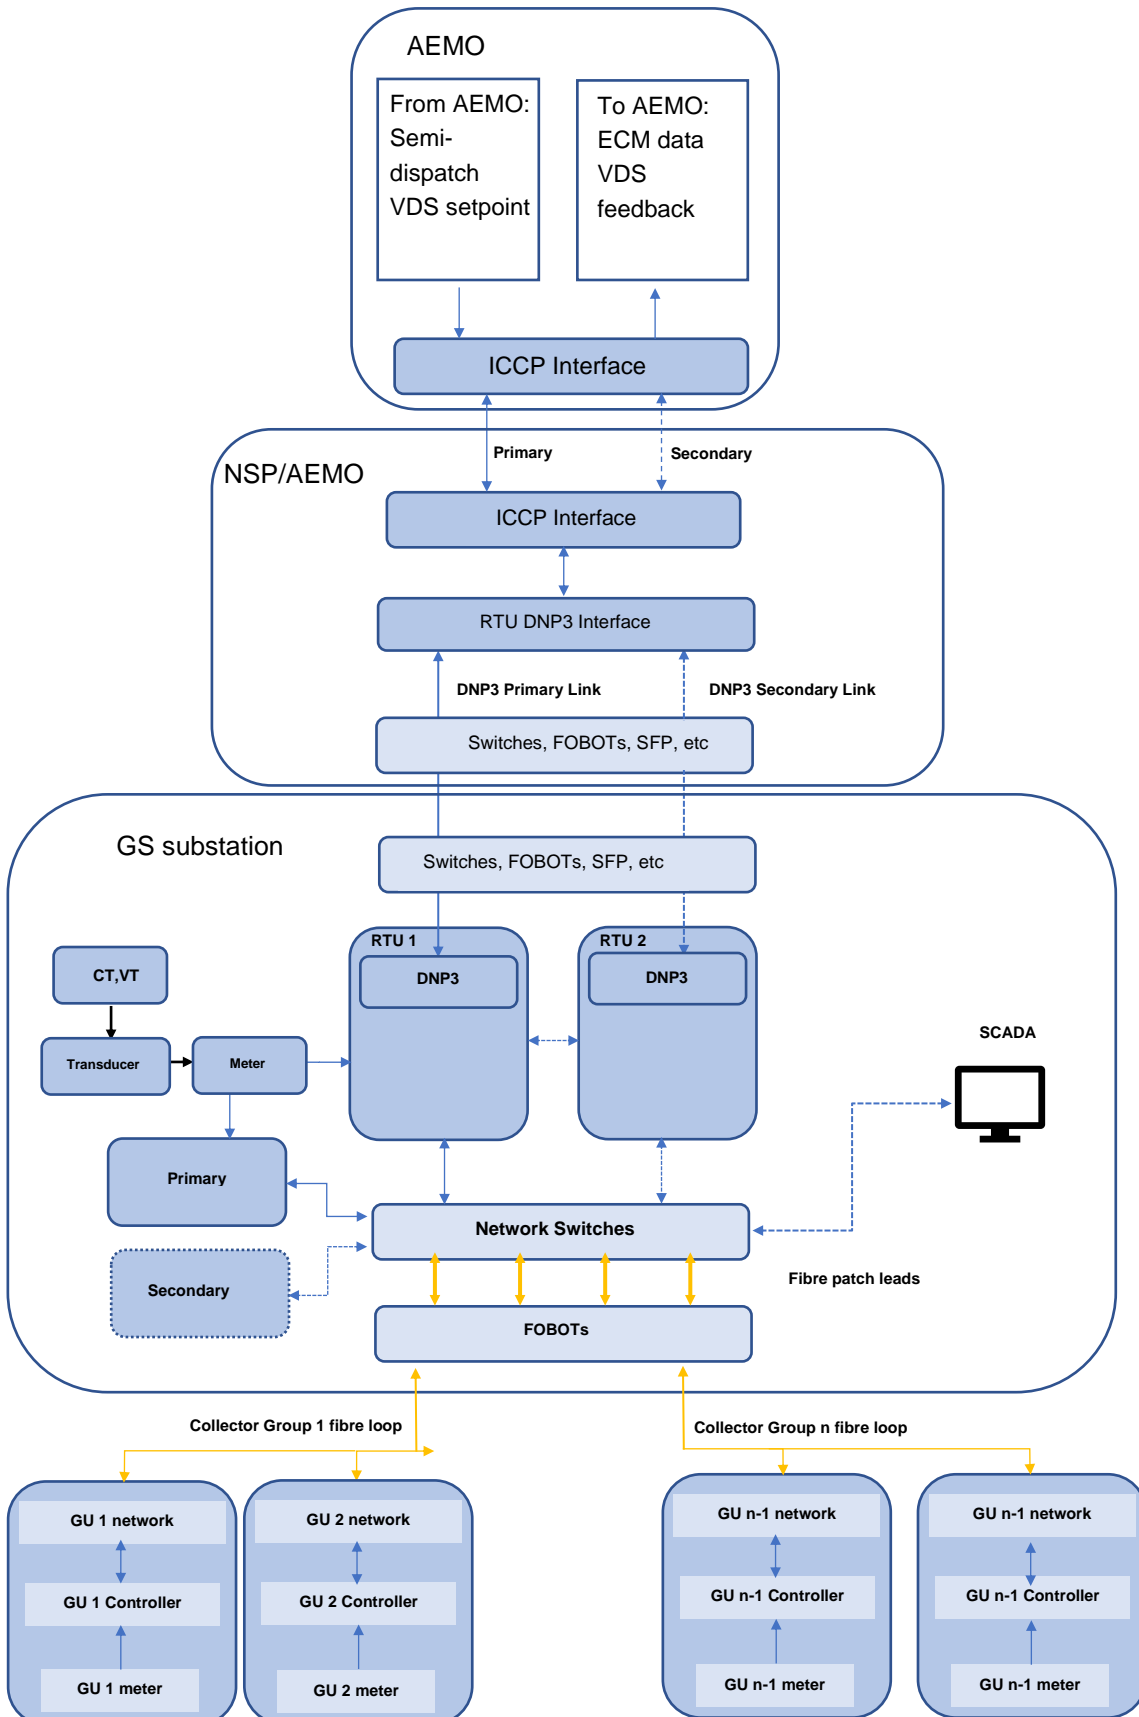 AEMO
From AEMO:
Semi-
dispatch
VDS setpoint
To AEMO:
ECM data
VDS
feedback
ICCP Interface
Primary
Secondary
NSP/AEMO
ICCP Interface
RTU DNP3 Interface
DNP3 Primary Link
DNP3 Secondary Link
Switches, FOBOTs, SFP, etc
GS substation
Switches, FOBOTs, SFP, etc
RTU 1
DNP3
RTU 2
DNP3
CT,VT
Transducer
Meter
SCADA
Primary
Network Switches
Secondary
Fibre patch leads
FOBOTs
Collector Group 1 fibre loop
Collector Group n fibre loop
GU 1 network
GU 1 Controller
GU 1 meter
GU 2 network
GU 2 Controller
GU 2 meter
GU n-1 network
GU n-1 Controller
GU n-1 meter
GU n-1 network
GU n-1 Controller
GU n-1 meter